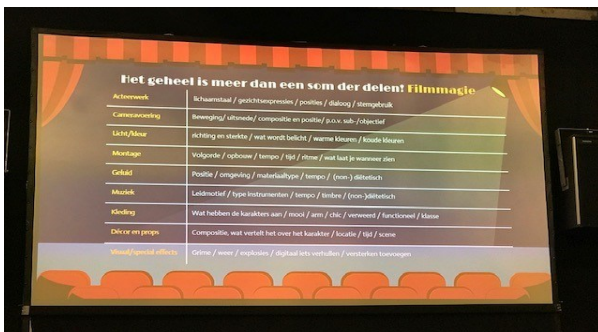 Het geheel is meer dan een som der delen! Filmmagie
Acteerwerk lichaamstaal / gezichtsexpressies / posities / dialoog / stemgebruik
Cameravoering Beweging/ uitsnede/ compositie en positie/ p.o.v. sub-/objectief
Licht/kleur richting en sterkte / wat wordt belicht / warme kleuren / koude kleuren
Montage Volgorde / opbouw / tempo / tijd / ritme / wat laat je wanneer zien
Geluid Positie / omgeving / materiaaltype / tempo / (non-) diëtetisch
Muziek Leidmotief / type instrumenten / tempo / timbre / (non-)diëtetisch
Kleding Wat hebben de karakters aan / mooi / arm / chic / verweerd / functioneel / klasse
Décor en props Compositie, wat vertelt het over het karakter / locatie / tijd / scene
Visual/special effects Grime / weer / explosies / digitaal iets verhullen / versterken toevoegen